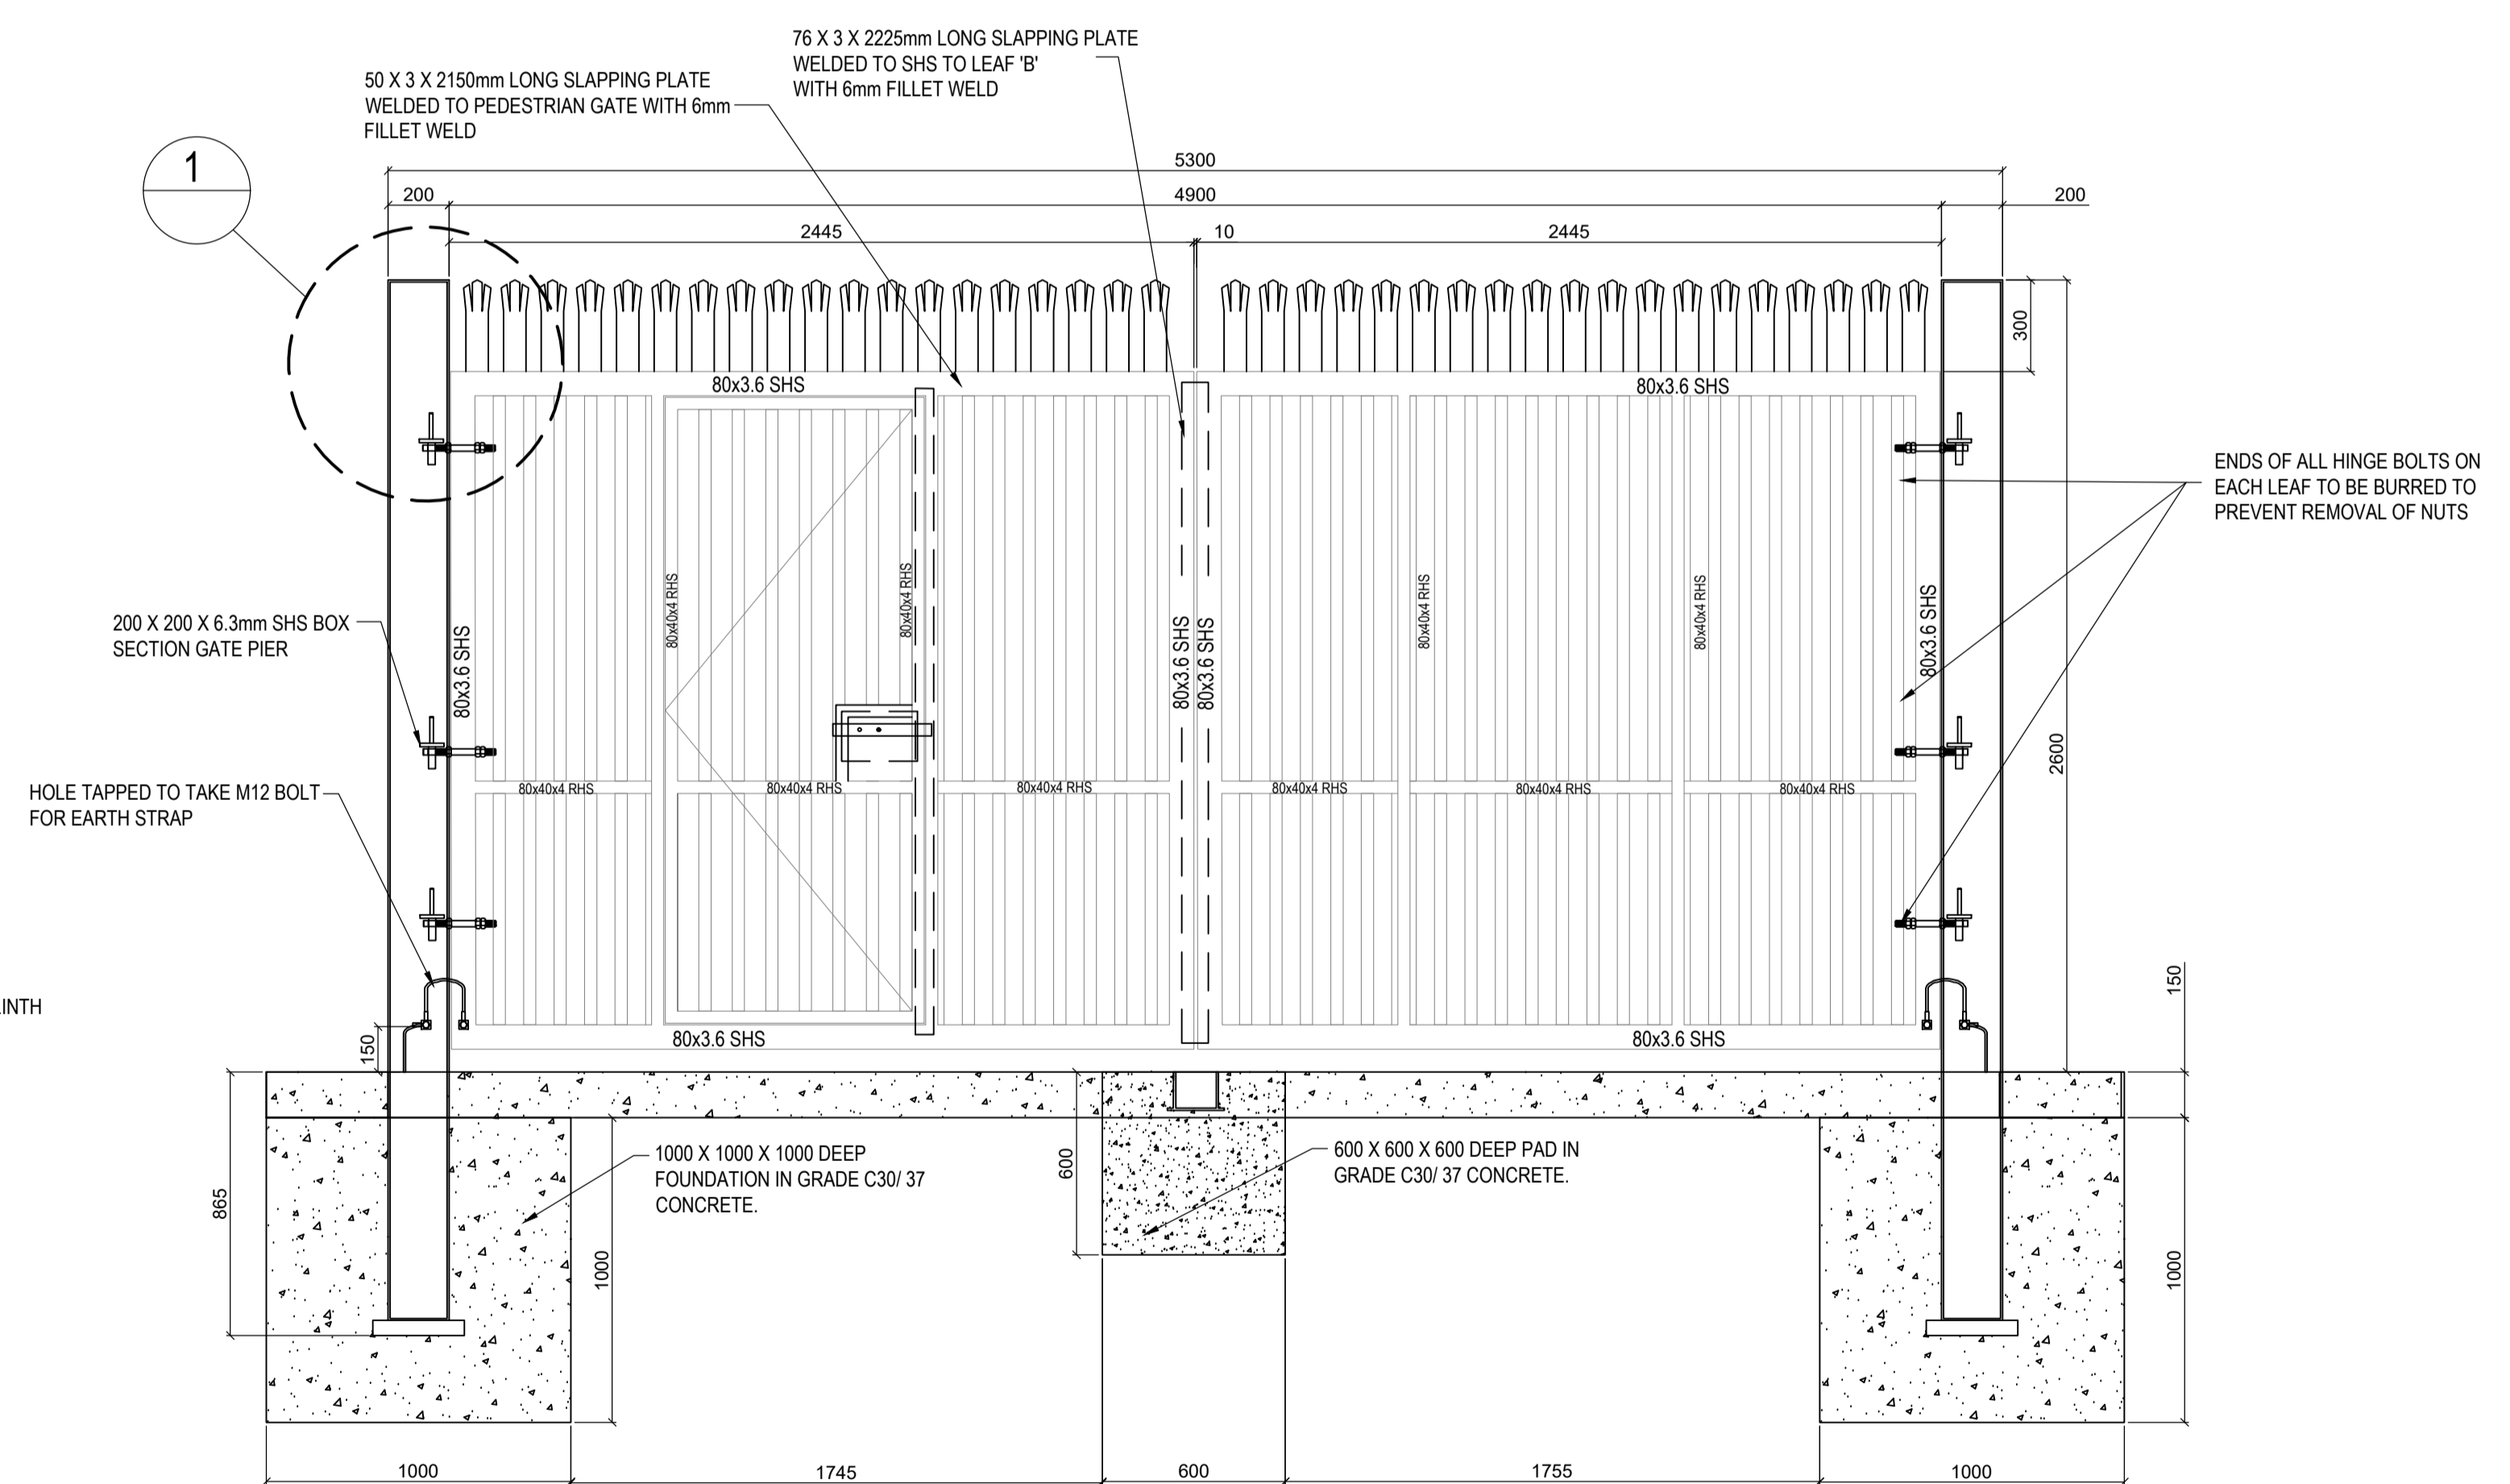 76 X 3 X 2225mm LONG SLAPPING PLATE
WELDED TO SHS TO LEAF 'B'
WITH 6mm FILLET WELD
50 X 3 X 2150mm LONG SLAPPING PLATE
WELDED TO PEDESTRIAN GATE WITH 6mm
FILLET WELD
1
5300
200
4900
200
2445
10
2445
300
80x3.6 SHS
80x3.6 SHS
ENDS OF ALL HINGE BOLTS ON
EACH LEAF TO BE BURRED TO
PREVENT REMOVAL OF NUTS
200 X 200 X 6.3mm SHS BOX
SECTION GATE PIER
80x3.6 SHS
80x40x4 RHS
80x40x4 RHS
80x3.6 SHS
80x3.6 SHS
80x40x4 RHS
80x40x4 RHS
80x3.6 SHS
2600
HOLE TAPPED TO TAKE M12 BOLT
FOR EARTH STRAP
80x40x4 RHS
80x40x4 RHS
80x40x4 RHS
80x40x4 RHS
80x40x4 RHS
80x40x4 RHS
INTH
150
80x3.6 SHS
80x3.6 SHS
150
865
1000 X 1000 X 1000 DEEP
FOUNDATION IN GRADE C30/ 37
CONCRETE.
600
600 X 600 X 600 DEEP PAD IN
GRADE C30/ 37 CONCRETE.
1000
1000
1000
1745
600
1755
1000